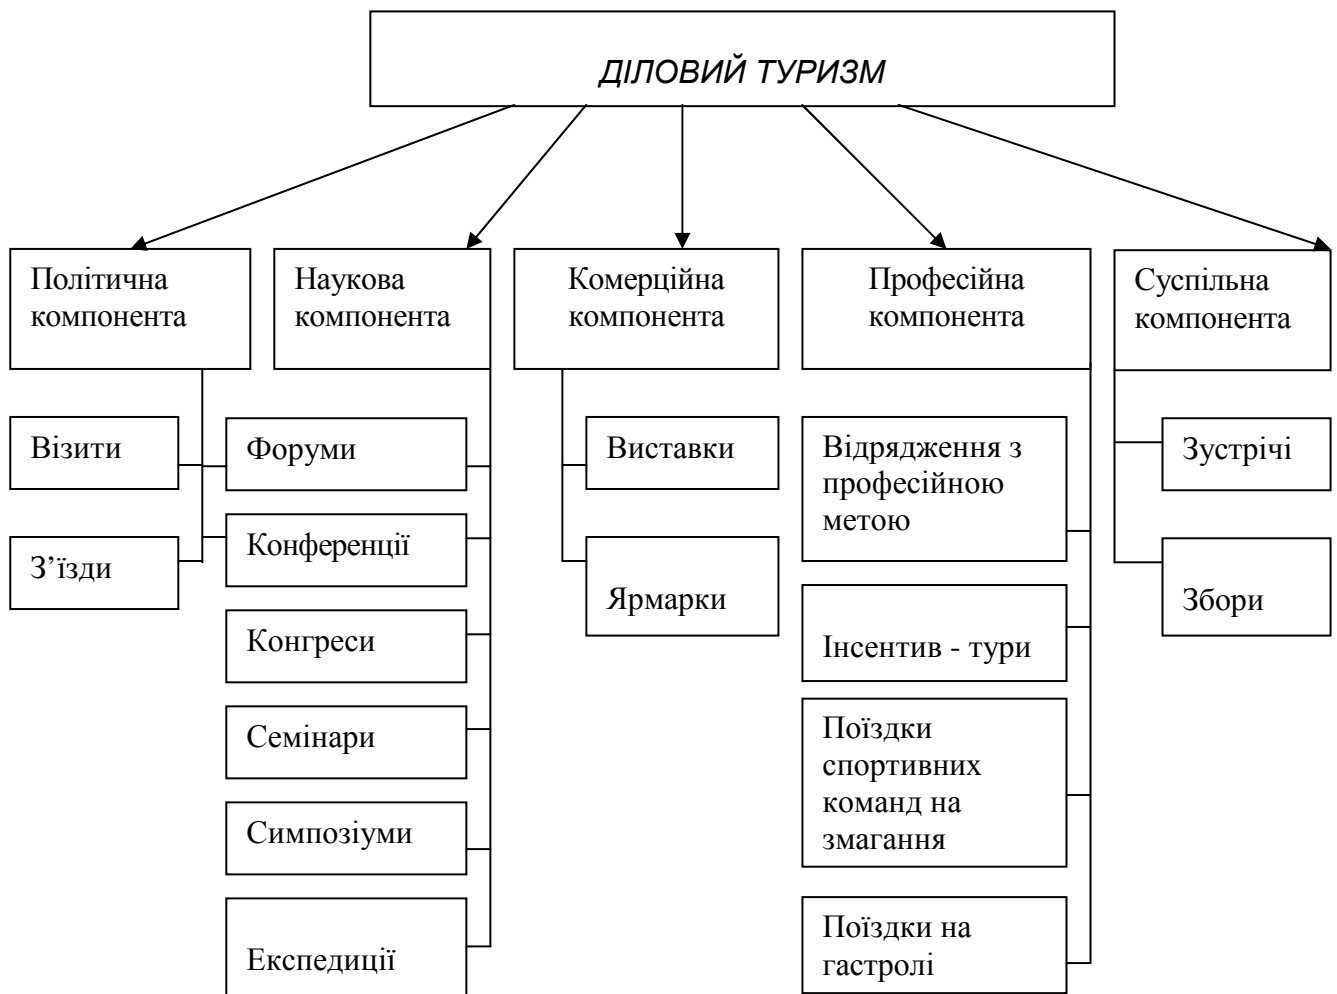 ДІЛОВИЙ ТУРИЗМ
Політична
компонента
Наукова
компонента
Комерційна
компонента
Професійна
компонента
Суспільна
компонента
Візити
З’їзди
Форуми
Конференції
Конгреси
Семінари
Симпозіуми
Експедиції
Виставки
Ярмарки
Відрядження з
професійною
метою
Інсентив - тури
Поїздки
спортивних
команд на
змагання
Поїздки на
гастролі
Зустрічі
Збори